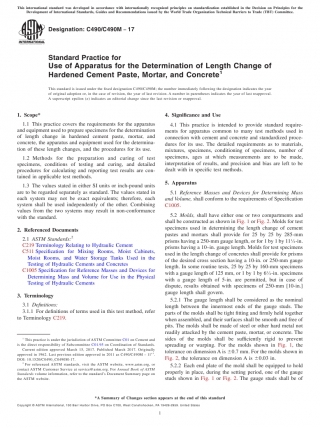 This international standard was developed in accordance with internationally recognized principles on standardization established in the Decision on Principles for the
Development of International Standards, Guides and Recommendations issued by the World Trade Organization Technical Barriers to Trade (TBT) Committee.
Designation: C490/C490M − 17
Standard Practice for
Use of Apparatus for the Determination of Length Change of
Hardened Cement Paste, Mortar, and Concrete1
This standard is issued under the fixed designation C490/C490M; the number immediately following the designation indicates the year
of original adoption or, in the case of revision, the year of last revision. A number in parentheses indicates the year of last reapproval.
A superscript epsilon (ε) indicates an editorial change since the last revision or reapproval.
1. Scope*
1.1 This practice covers the requirements for the apparatus
and equipment used to prepare specimens for the determination
of length change in hardened cement paste, mortar, and
concrete, the apparatus and equipment used for the determination
of these length changes, and the procedures for its use.
1.2 Methods for the preparation and curing of test
specimens, conditions of testing and curing, and detailed
procedures for calculating and reporting test results are contained
in applicable test methods.
1.3 The values stated in either SI units or inch-pound units
are to be regarded separately as standard. The values stated in
each system may not be exact equivalents; therefore, each
system shall be used independently of the other. Combining
values from the two systems may result in non-conformance
with the standard.
2. Referenced Documents
2.1 ASTM Standards:2
C219 Terminology Relating to Hydraulic Cement
C511 Specification for Mixing Rooms, Moist Cabinets,
Moist Rooms, and Water Storage Tanks Used in the
Testing of Hydraulic Cements and Concretes
C1005 Specification for Reference Masses and Devices for
Determining Mass and Volume for Use in the Physical
Testing of Hydraulic Cements
3. Terminology
3.1 Definitions:
3.1.1 For definitions of terms used in this test method, refer
to Terminology C219.
1 This practice is under the jurisdiction of ASTM Committee C01 on Cement and
is the direct responsibility of Subcommittee
Current edition approved March 15, 2017. Published March 2017. Originally
approved in 1962. Last previous edition approved in 2011 as C490/C490M – 11
2 For referenced ASTM standards, visit the ASTM website, www.astm.org, or
contact ASTM Customer Service at service@astm.org. For Annual Book of ASTM
Standards volume information, refer to the standard's Document Summary page on
the ASTM website.
4. Significance and Use
4.1 This practice is intended to provide standard requirements
for apparatus common to many test methods used in
connection with cement and concrete and standardized procedures
for its use. The detailed requirements as to materials,
mixtures, specimens, conditioning of specimens, number of
specimens, ages at which measurements are to be made,
interpretation of results, and precision and bias are left to be
dealt with in specific test methods.
5. Apparatus
5.1 Reference Masses and Devices for Determining Mass
and Volume, shall conform to the requirements of Specification
C1005.
5.2 Molds, shall have either one or two compartments and
shall be constructed as shown in Fig. 1 or Fig. 2. Molds for test
specimens used in determining the length change of cement
pastes and mortars shall provide for 25 by 25 by 285-mm
prisms having a 250-mm gauge length, or for 1 by 1 by 11¼-in.
prisms having a 10-in. gauge length. Molds for test specimens
used in the length change of concretes shall provide for prisms
of the desired cross section having a 10-in. or 250-mm gauge
length. In some restricted cases, 25 by 25 by 160-mm specimens
with a gauge length of 125 mm, or 1 by 1 by 6¼-in. specimens
with a gauge length of 5-in. are permitted, but in case of
dispute, results obtained with specimens of 250-mm [10-in.]
gauge length shall govern.
5.2.1 The gauge length shall be considered as the nominal
length between the innermost ends of the gauge studs. The
parts of the molds shall be tight fitting and firmly held together
when assembled, and their surfaces shall be smooth and free of
pits. The molds shall be made of steel or other hard metal not
readily attacked by the cement paste, mortar, or concrete. The
sides of the molds shall be sufficiently rigid to prevent
spreading or warping. For the molds shown in Fig. 1, the
tolerance on dimension A is ±0.7 mm. For the molds shown in
Fig. 2, the tolerance on dimension A is ±0.03 in.
5.2.2 Each end plate of the mold shall be equipped to hold
properly in place, during the setting period, one of the gauge
studs shown in Fig. 1 or Fig. 2. The gauge studs shall be of
*A Summary of Changes section appears at the end of this standard
Copyright © ASTM International, 100 Barr Harbor Drive, PO Box C700, West Conshohocken, PA 19428-2959. United States
1